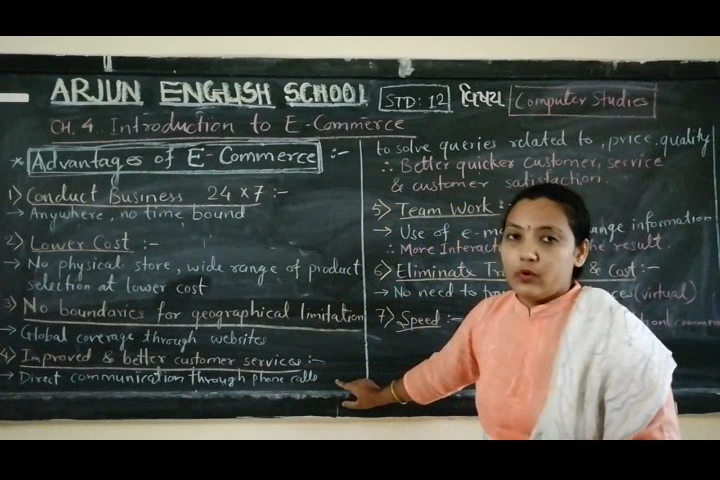 ARJUN ENGLISH SCHOOL STD: 12 વિષય Computer Studies
CH. 4 Introduction to E-Commerce
* Advantages of E-Commerce :-
1) Conduct Business 24 x 7 :-
→ Anywhere, no time bound
2) Lower Cost :-
→ No physical store, wide range of product
selection at lower cost
3) No boundaries for geographical limitation
→ Global coverage through websites
4) Improved & better customer services :-
→ Direct communication through phone calls
to solve queries related to, price, quality
∴ Better quicker customer, service
& customer satisfaction.
5) Team Work :
→ Use of information
∴ More the result.
6) Eliminate & Cost :-
→ No need to (virtual)
7) Speed :-